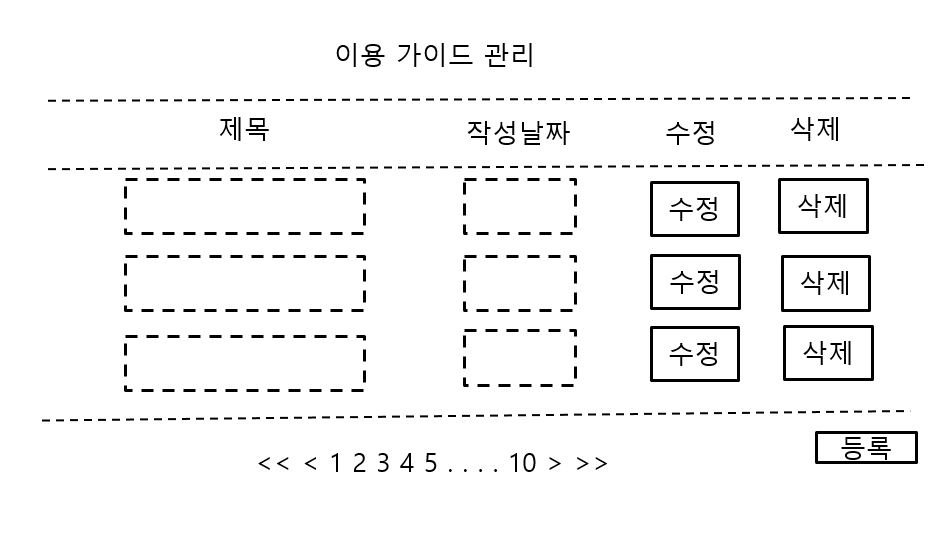 이용 가이드 관리
제목 작성날짜 수정 삭제
수정 삭제
수정 삭제
수정 삭제
등록
<< < 1 2 3 4 5 . . . . 10 > >>